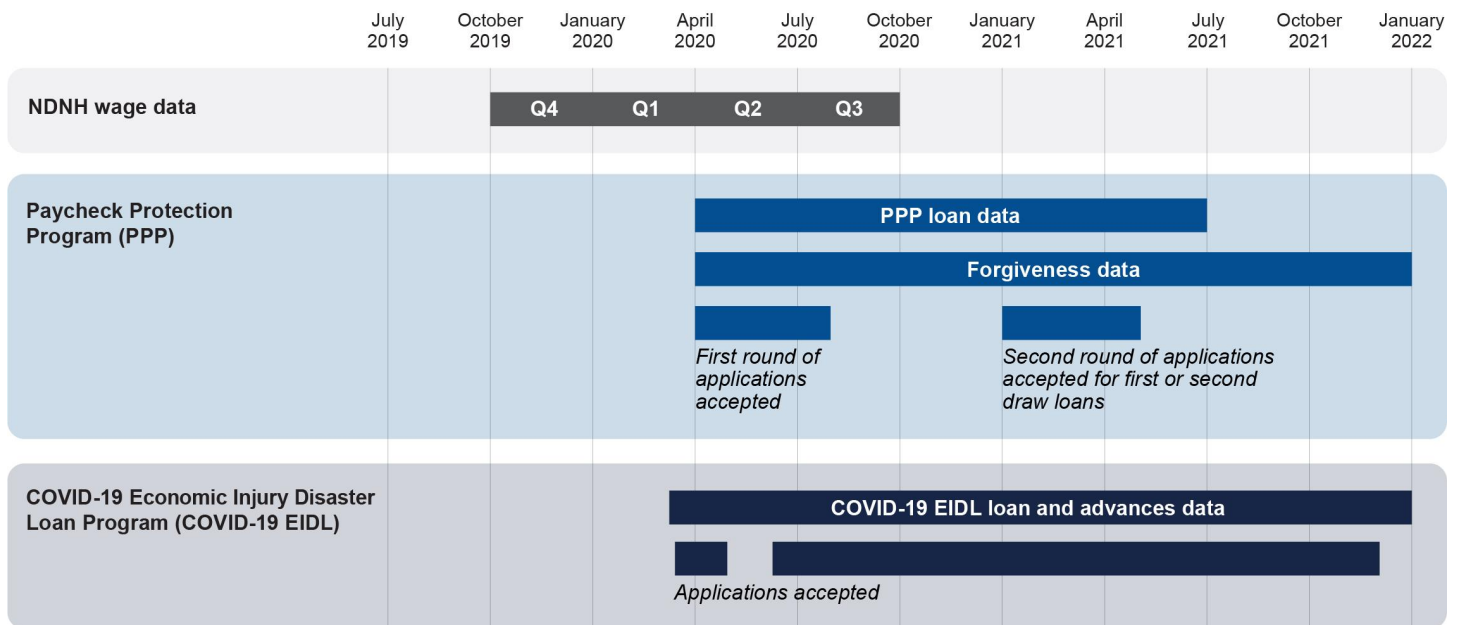 July October January April July October January April July October January
2019 2019 2020 2020 2020 2020 2021 2021 2021 2021 2022
NDNH wage data
Q4 Q1 Q2 Q3
Paycheck Protection
Program (PPP)
PPP loan data
Forgiveness data
First round of
applications
accepted
Second round of applications
accepted for first or second
draw loans
COVID-19 Economic Injury Disaster
Loan Program (COVID-19 EIDL)
COVID-19 EIDL loan and advances data
Applications accepted